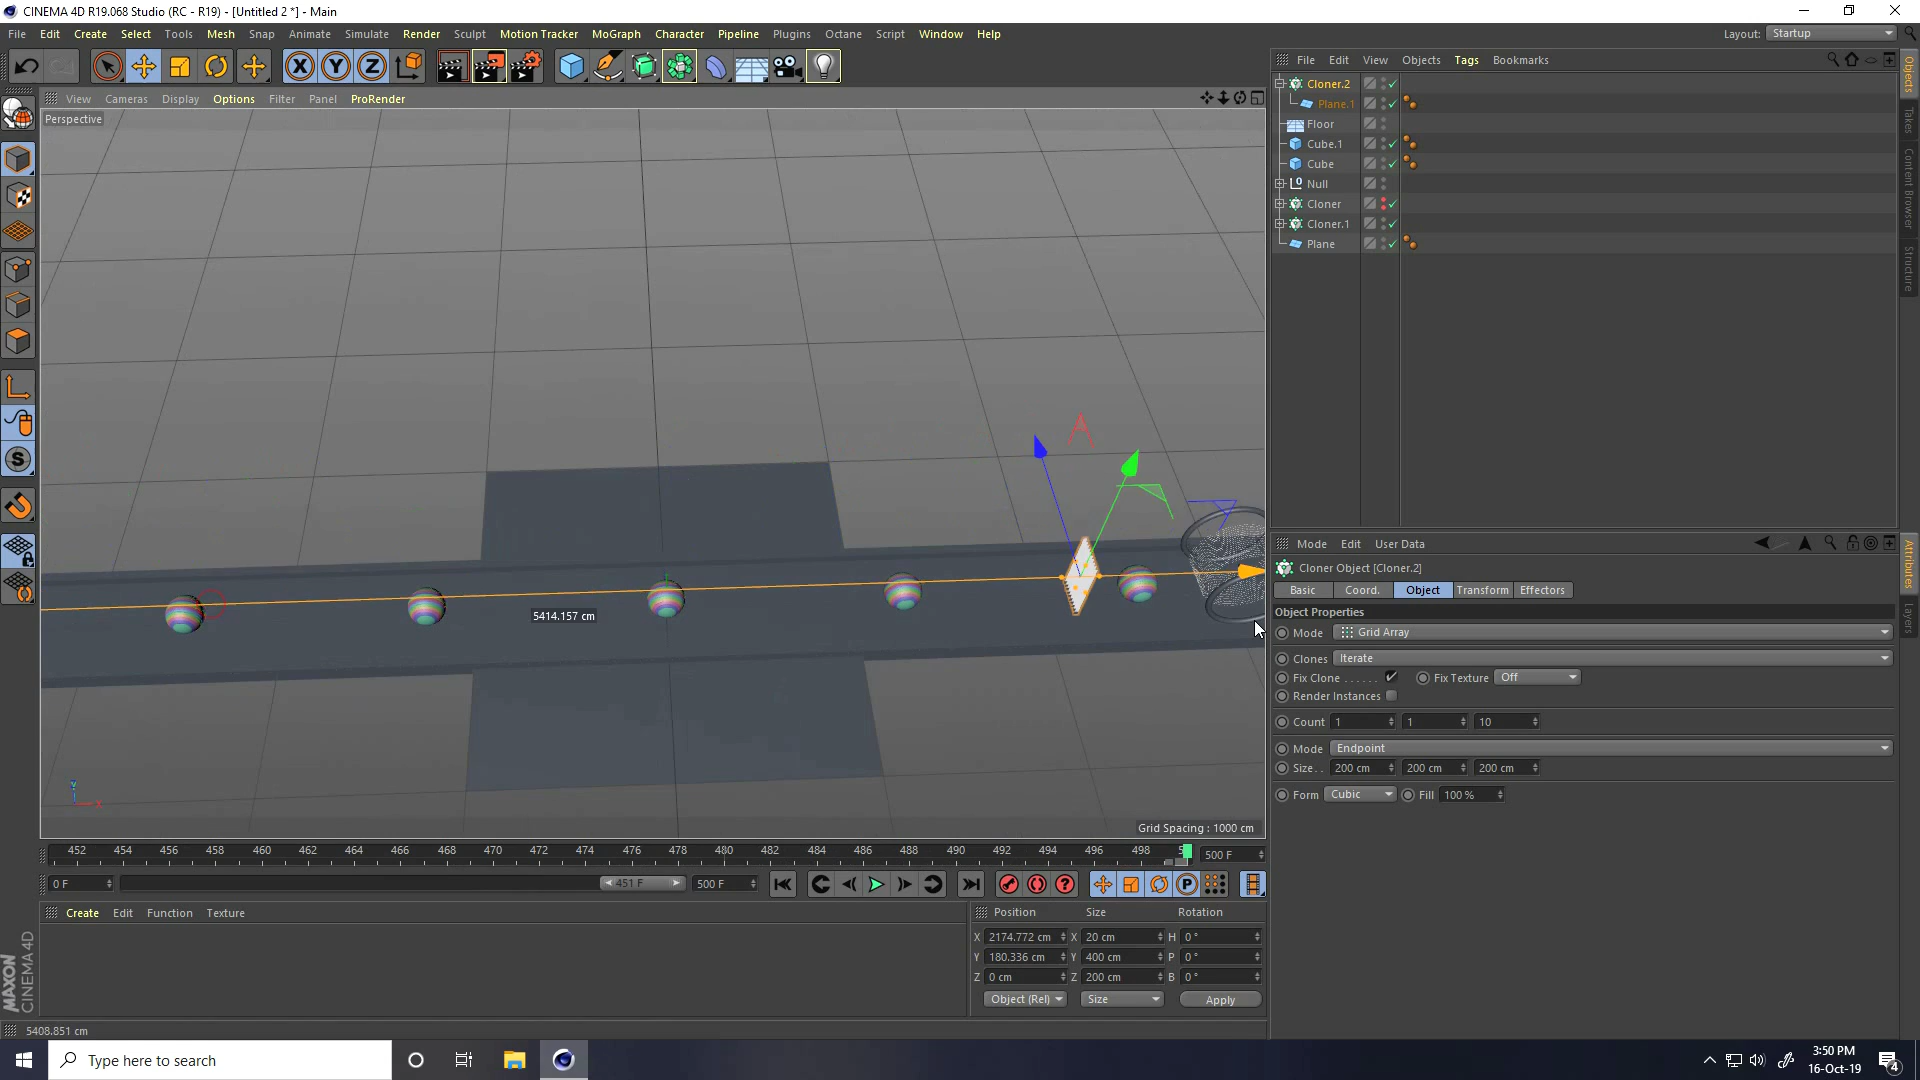 CINEMA 4D R19.068 Studio (RC - R19) - [Untitled 2 *] - Main
File Edit Create Select Tools Mesh Snap Animate Simulate Render Sculpt Motion Tracker MoGraph Character Pipeline Plugins Octane Script Window Help Layout: Startup
File Edit View Objects Tags Bookmarks
View Cameras Display Options Filter Panel ProRender
Perspective
Cloner.2
Plane.1
Floor
Cube.1
Cube
Null
Cloner
Cloner.1
Plane
Objects
Takes
Content Browser
Structure
5414.157 cm
Grid Spacing : 1000 cm
Mode Edit User Data
Cloner Object [Cloner.2]
Basic Coord. Object Transform Effectors
Object Properties
Mode Grid Array
Clones Iterate
Fix Clone . . . . . . Fix Texture Off
Render Instances
Count 1 1 10
Mode Endpoint
Size . . 200 cm 200 cm 200 cm
Form Cubic Fill 100 %
Attributes
Layers
452 454 456 458 460 462 464 466 468 470 472 474 476 478 480 482 484 486 488 490 492 494 496 498 500 F
0 F 451 F 500 F
Create Edit Function Texture
Position Size Rotation
X 2174.772 cm X 20 cm H 0 °
Y 180.336 cm Y 400 cm P 0 °
Z 0 cm Z 200 cm B 0 °
Object (Rel) Size Apply
MAXON
CINEMA 4D
5408.851 cm
Type here to search
3:50 PM
16-Oct-19
4